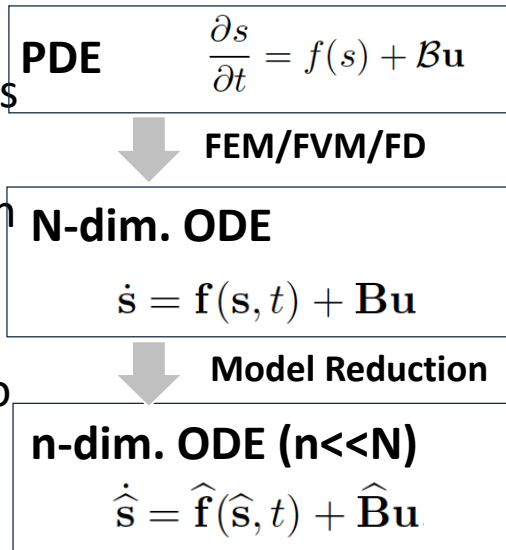 PDE ∂s/∂t = f(s) + ℬu
s
FEM/FVM/FD
n
N-dim. ODE
ṡ = f(s, t) + Bu
Model Reduction
o
n-dim. ODE (n<<N)
ŝ̇ = f̂(ŝ, t) + B̂u